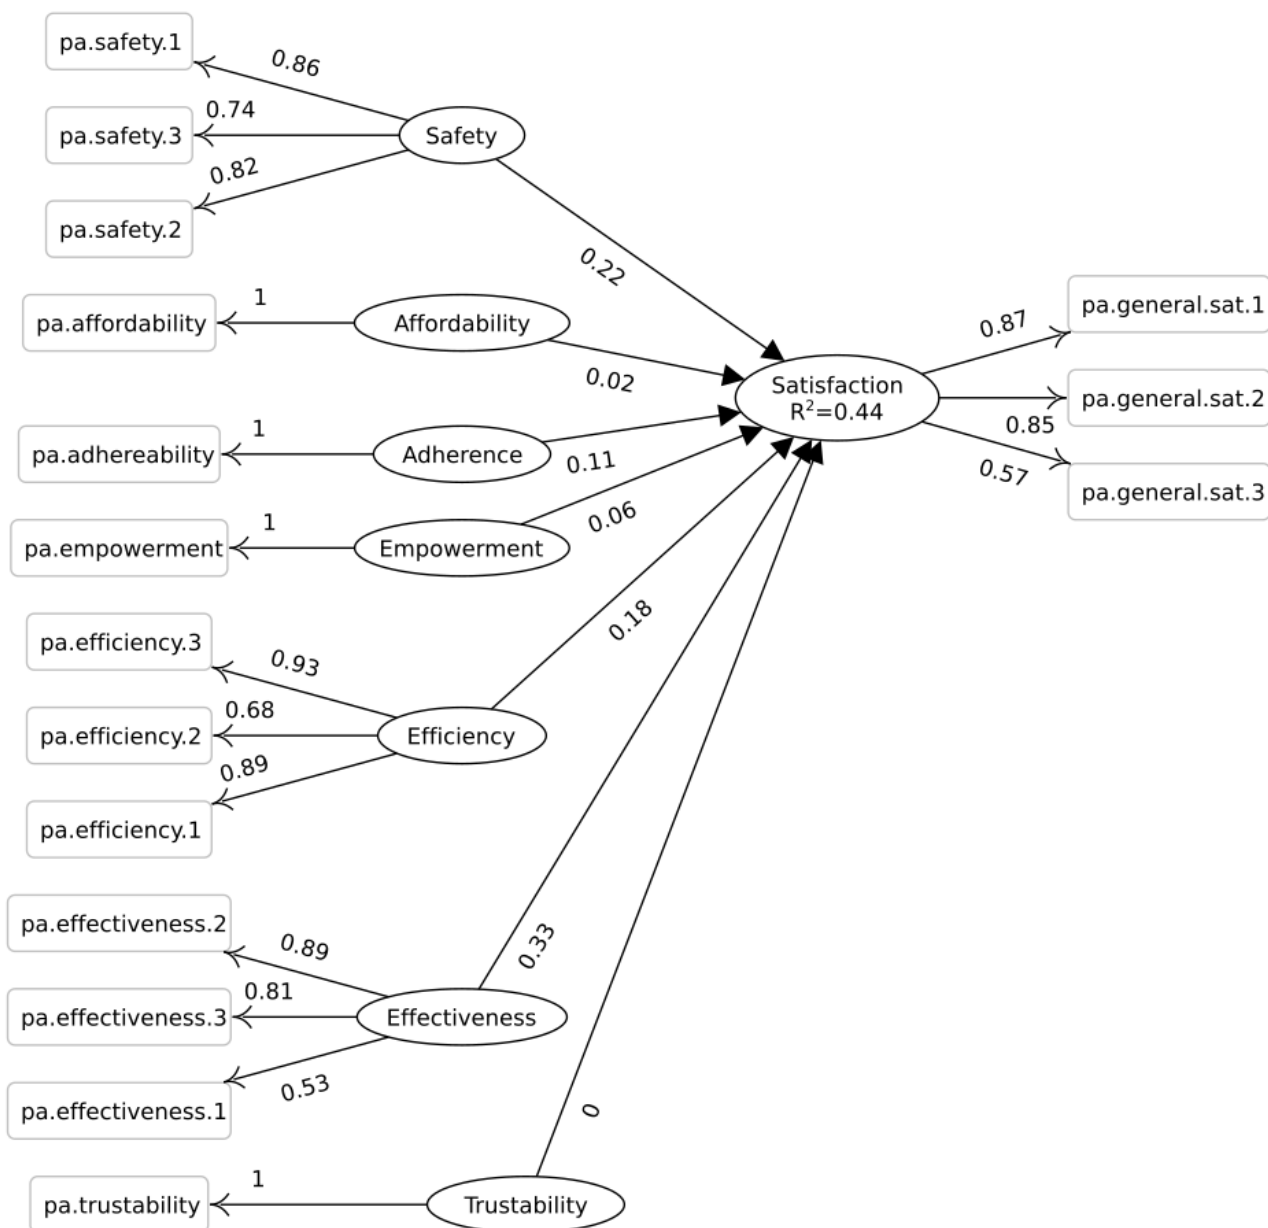 pa.safety.1
0.86
0.74
pa.safety.3
Safety
0.82
pa.safety.2
0.22
pa.affordability
1
Affordability
0.02
pa.general.sat.1
0.87
Satisfaction
R²=0.44
pa.general.sat.2
0.85
0.57
pa.general.sat.3
pa.adhereability
1
Adherence
0.11
pa.empowerment
1
Empowerment
0.06
pa.efficiency.3
0.93
0.18
0.68
pa.efficiency.2
Efficiency
0.89
pa.efficiency.1
pa.effectiveness.2
0.89
0.33
0.81
pa.effectiveness.3
Effectiveness
0.53
pa.effectiveness.1
0
1
pa.trustability
Trustability